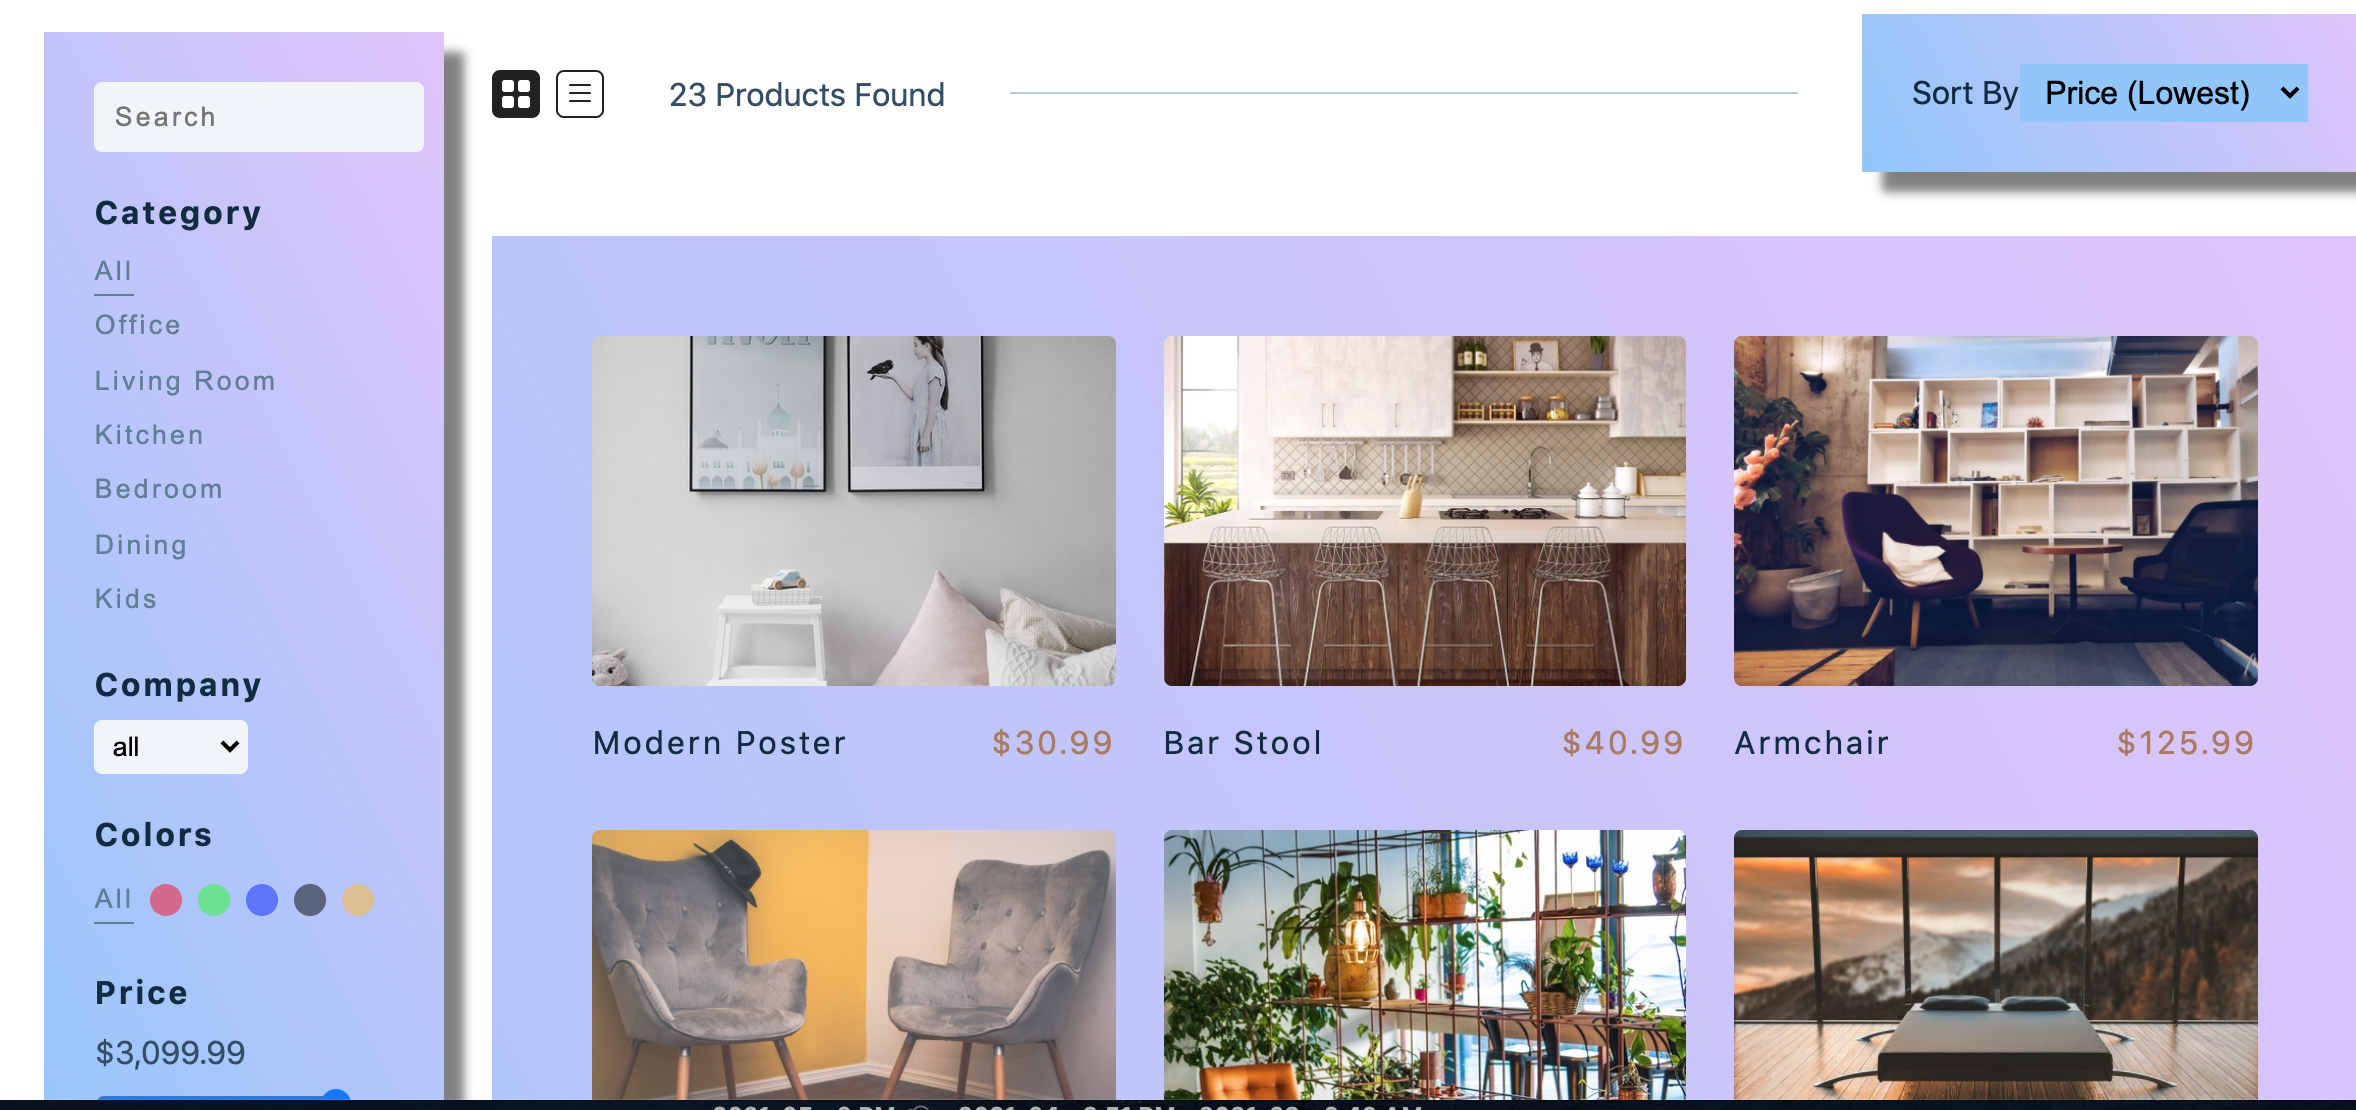 Search
Category
All
Office
Living Room
Kitchen
Bedroom
Dining
Kids
Company
all
Colors
All
Price
$3,099.99
23 Products Found
Sort By Price (Lowest)
Modern Poster $30.99
Bar Stool $40.99
Armchair $125.99